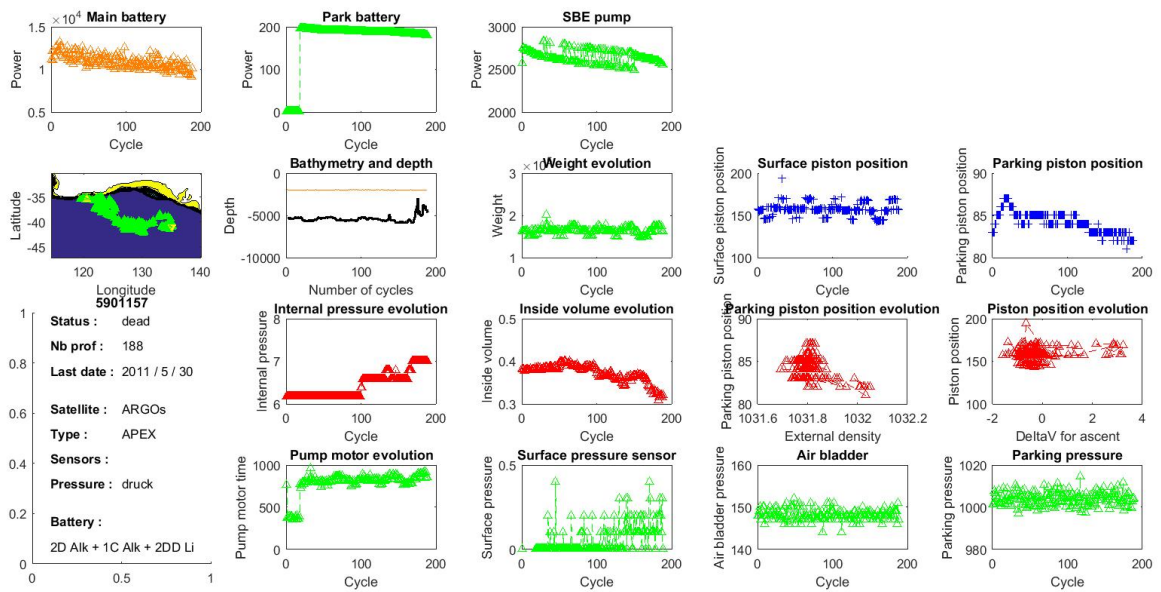 ×10⁴ Main battery
Park battery
SBE pump
1.5
1
0.5
Power
0
100
200
Cycle
200
100
0
Power
0
100
200
Cycle
3000
2500
2000
Power
0
100
200
Cycle
Bathymetry and depth
Weight evolution
Surface piston position
Parking piston position
-35
-40
-45
Latitude
120
130
140
Longitude
0
-5000
-10000
Depth
0
100
200
Number of cycles
3
2
1
Weight
0
100
200
Cycle
200
150
100
Surface piston position
0
100
200
Cycle
90
85
80
Parking piston position
0
100
200
Cycle
5901157
1
0.8
0.6
0.4
0.2
0
0
0.5
1
Status : dead
Nb prof : 188
Last date : 2011 / 5 / 30
Satellite : ARGOs
Type : APEX
Sensors :
Pressure : druck
Battery :
2D Alk + 1C Alk + 2DD Li
Internal pressure evolution
Inside volume evolution
Parking piston position evolution
Piston position evolution
8
7
6
Internal pressure
0
100
200
Cycle
0.5
0.4
0.3
Inside volume
0
100
200
Cycle
90
85
80
Parking piston position
1031.6
1031.8
1032
1032.2
External density
200
150
100
Piston position
-2
0
2
4
DeltaV for ascent
Pump motor evolution
Surface pressure sensor
Air bladder
Parking pressure
1000
500
0
Pump motor time
0
100
200
Cycle
0.5
0
Surface pressure
0
100
200
Cycle
160
150
140
Air bladder pressure
0
100
200
Cycle
1020
1000
980
Parking pressure
0
100
200
Cycle